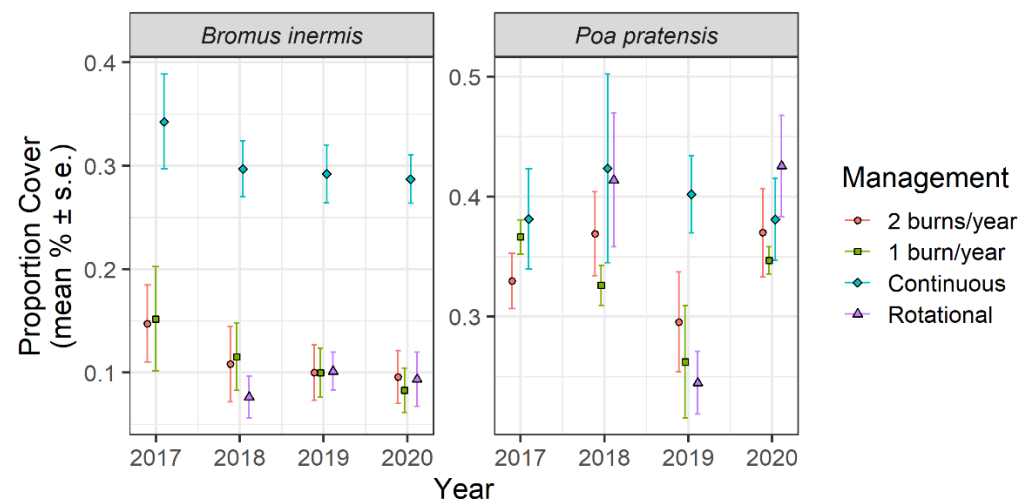 Bromus inermis
Poa pratensis
Proportion Cover
(mean % ± s.e.)
0.4
0.3
0.2
0.1
0.5
0.4
0.3
2017 2018 2019 2020
2017 2018 2019 2020
Year
Management
2 burns/year
1 burn/year
Continuous
Rotational